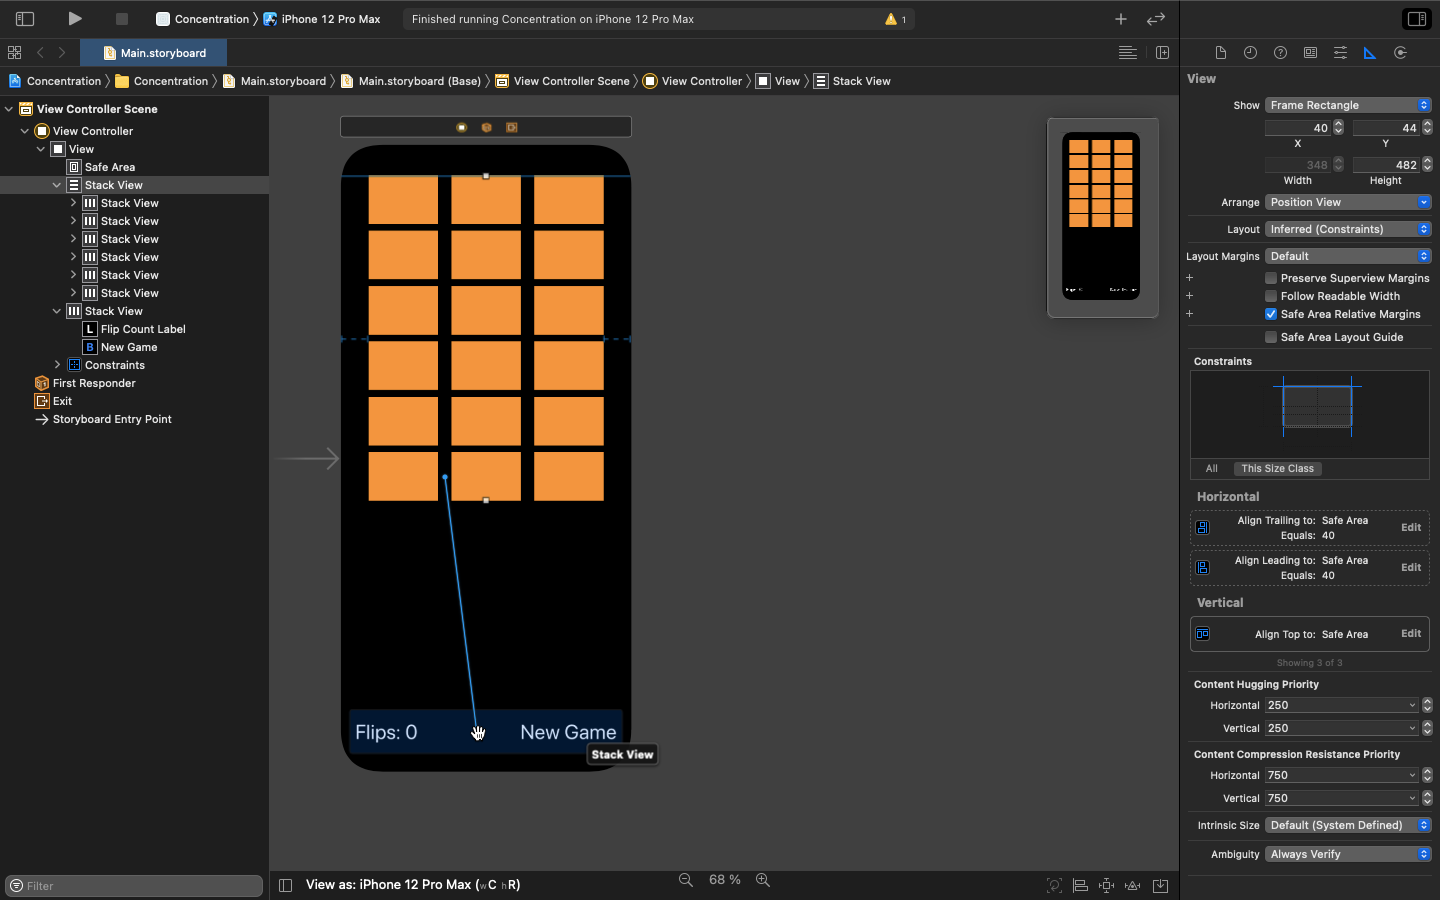 Concentration
iPhone 12 Pro Max
Finished running Concentration on iPhone 12 Pro Max
1
Main.storyboard
Concentration
Concentration
Main.storyboard
Main.storyboard (Base)
View Controller Scene
View Controller
View
Stack View
View Controller Scene
View Controller
View
Safe Area
Stack View
Stack View
Stack View
Stack View
Stack View
Stack View
Stack View
Stack View
L Flip Count Label
B New Game
Constraints
First Responder
Exit
Storyboard Entry Point
Filter
Flips: 0
New Game
Stack View
View as: iPhone 12 Pro Max (wC hR)
68 %
View
Show Frame Rectangle
40 44
X Y
348 482
Width Height
Arrange Position View
Layout Inferred (Constraints)
Layout Margins Default
Preserve Superview Margins
Follow Readable Width
Safe Area Relative Margins
Safe Area Layout Guide
Constraints
All This Size Class
Horizontal
Align Trailing to: Safe Area
Equals: 40
Edit
Align Leading to: Safe Area
Equals: 40
Edit
Vertical
Align Top to: Safe Area Edit
Showing 3 of 3
Content Hugging Priority
Horizontal 250
Vertical 250
Content Compression Resistance Priority
Horizontal 750
Vertical 750
Intrinsic Size Default (System Defined)
Ambiguity Always Verify